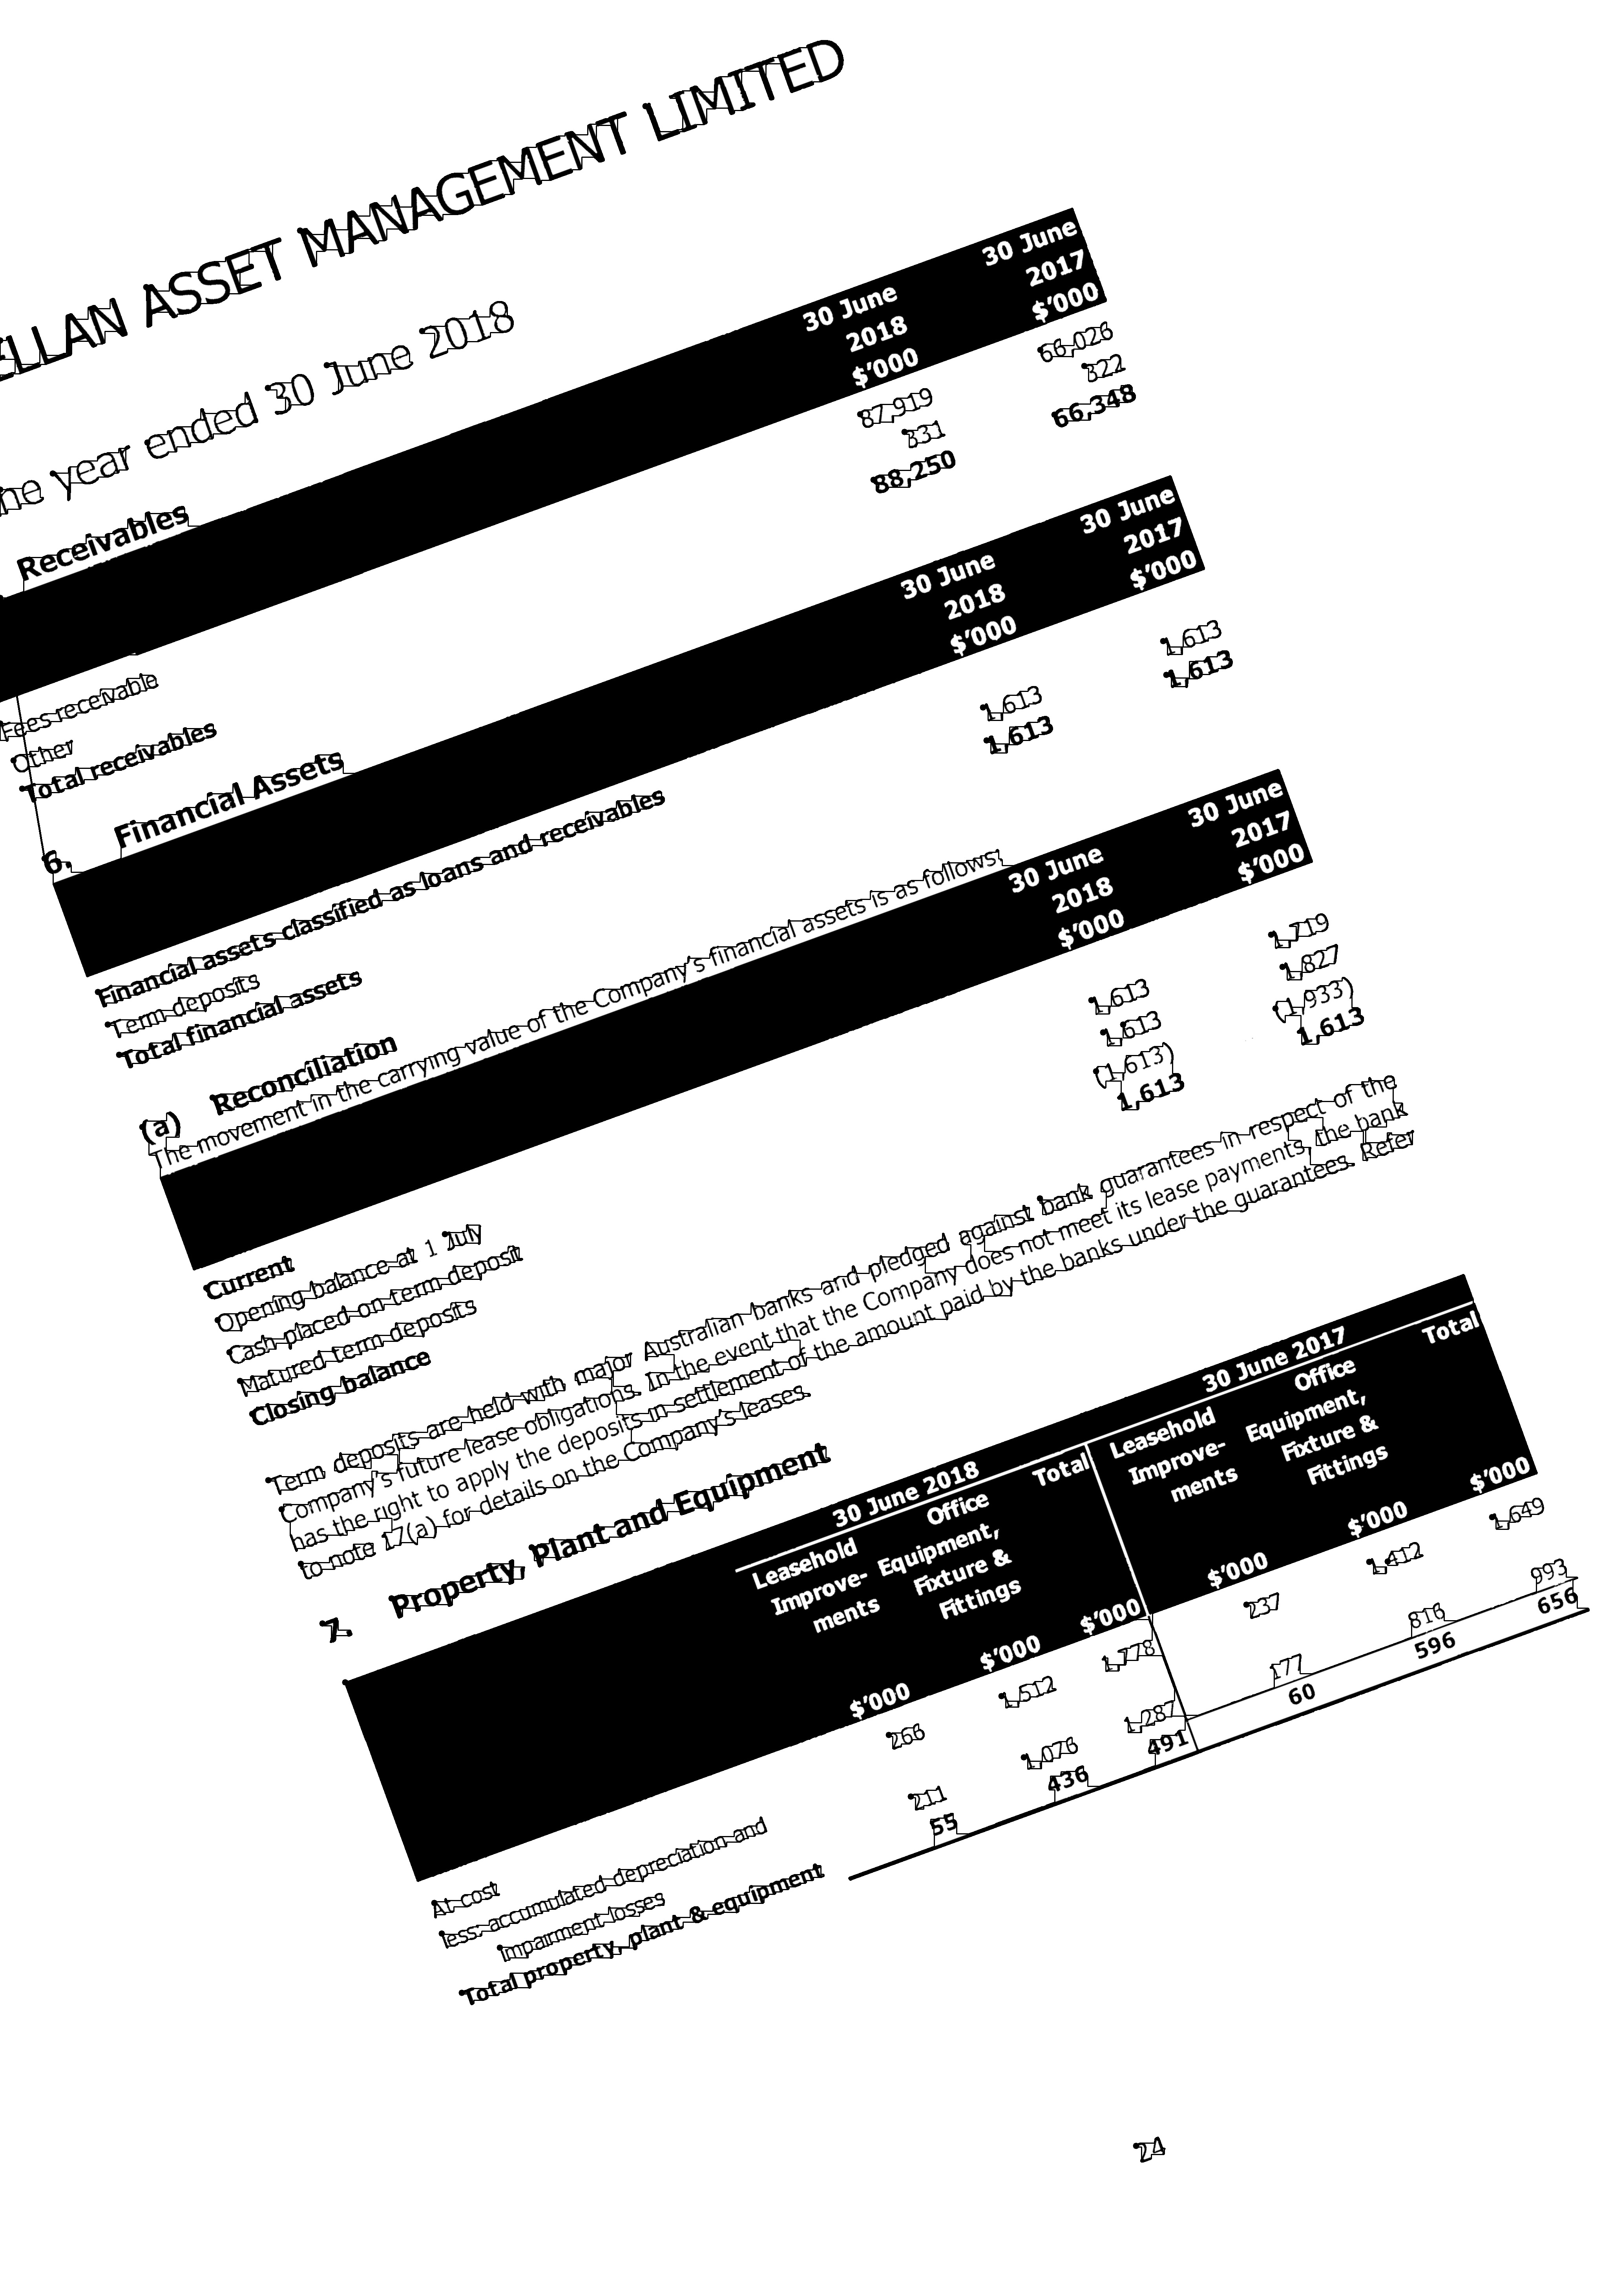 ELLAN ASSET MANAGEMENT LIMITED
year ended 30 June 2018
Receivables
30 June 30 June
2018 2017
$'000 $'000
Fees receivable 87,919 66,026
Other 331 322
Total receivables 88,250 66,348
6. Financial Assets
30 June 30 June
2018 2017
$'000 $'000
Financial assets classified as loans and receivables
Term deposits 1,613 1,613
Total financial assets 1,613 1,613
(a) Reconciliation
The movement in the carrying value of the Company's financial assets is as follows:
30 June 30 June
2018 2017
$'000 $'000
Current
Opening balance at 1 July 1,613 1,719
Cash placed on term deposit 1,613 1,827
Matured term deposits (1,613) (1,933)
Closing balance 1,613 1,613
Term deposits are held with major Australian banks and pledged against bank guarantees in respect of the
Company's future lease obligations. In the event that the Company does not meet its lease payments, the bank
has the right to apply the deposits in settlement of the amount paid by the banks under the guarantees. Refer
to note 17(a) for details on the Company's leases.
7. Property, Plant and Equipment
30 June 2018 30 June 2017
Leasehold Office Total Leasehold Office Total
Improve- Equipment, Improve- Equipment,
ments Fixture & ments Fixture &
Fittings Fittings
$'000 $'000 $'000 $'000 $'000 $'000
At cost 266 1,512 1,778 237 1,412 1,649
less: accumulated depreciation and
impairment losses 211 1,076 1,287 177 816 993
Total property, plant & equipment 55 436 491 60 596 656
24